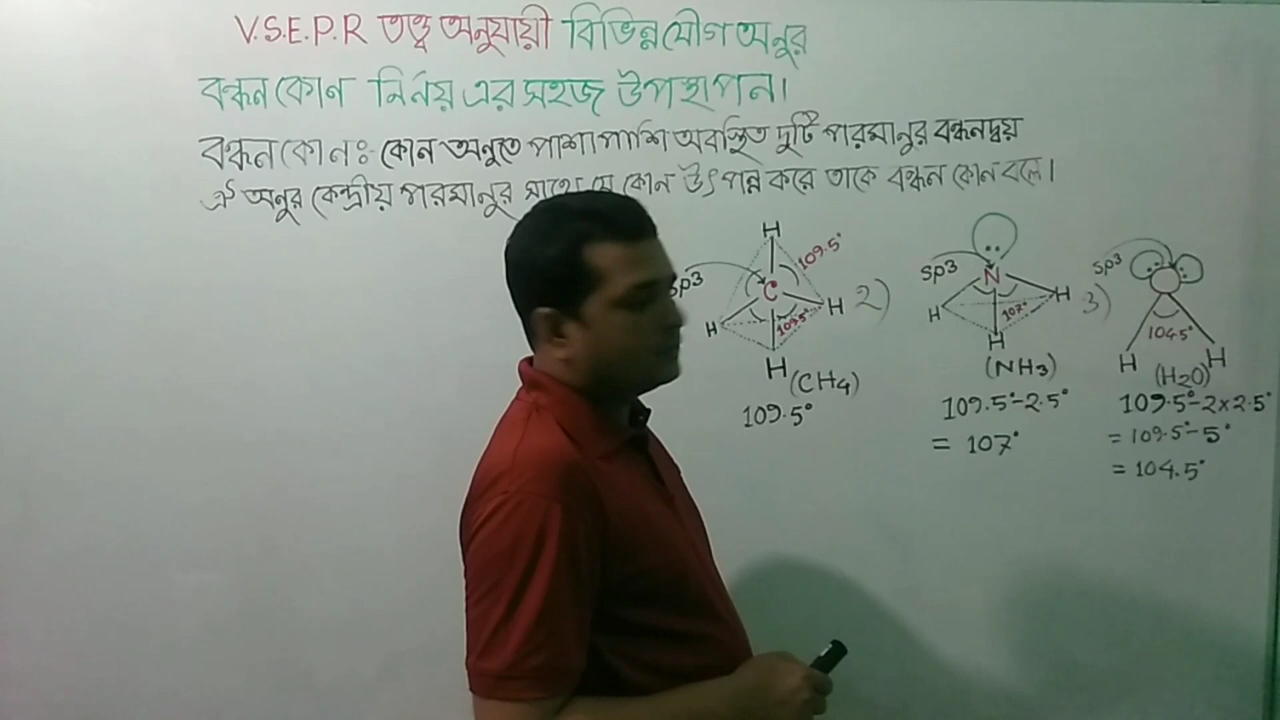 V.S.E.P.R তত্ত্ব অনুযায়ী বিভিন্ন যৌগ অনুর
বন্ধন কোণ নির্নয় এর সহজ উপস্থাপন।
বন্ধন কোনঃ- কোন অনুতে পাশাপাশি অবস্থিত দুটি পারমানুর বন্ধনদ্বয়
ঐ অনুর কেন্দ্রীয় পরমানুর সাথে যে কোন উৎপন্ন করে তাকে বন্ধন কোন বলে।
H
109.5°
sp3
C
H
H
109.5°
H
(CH4)
109.5°
2)
sp3
N
H
H
107°
H
(NH3)
109.5°-2.5°
= 107°
3)
sp3
104.5°
H
H
(H2O)
109.5°-2×2.5°
= 109.5°-5°
= 104.5°